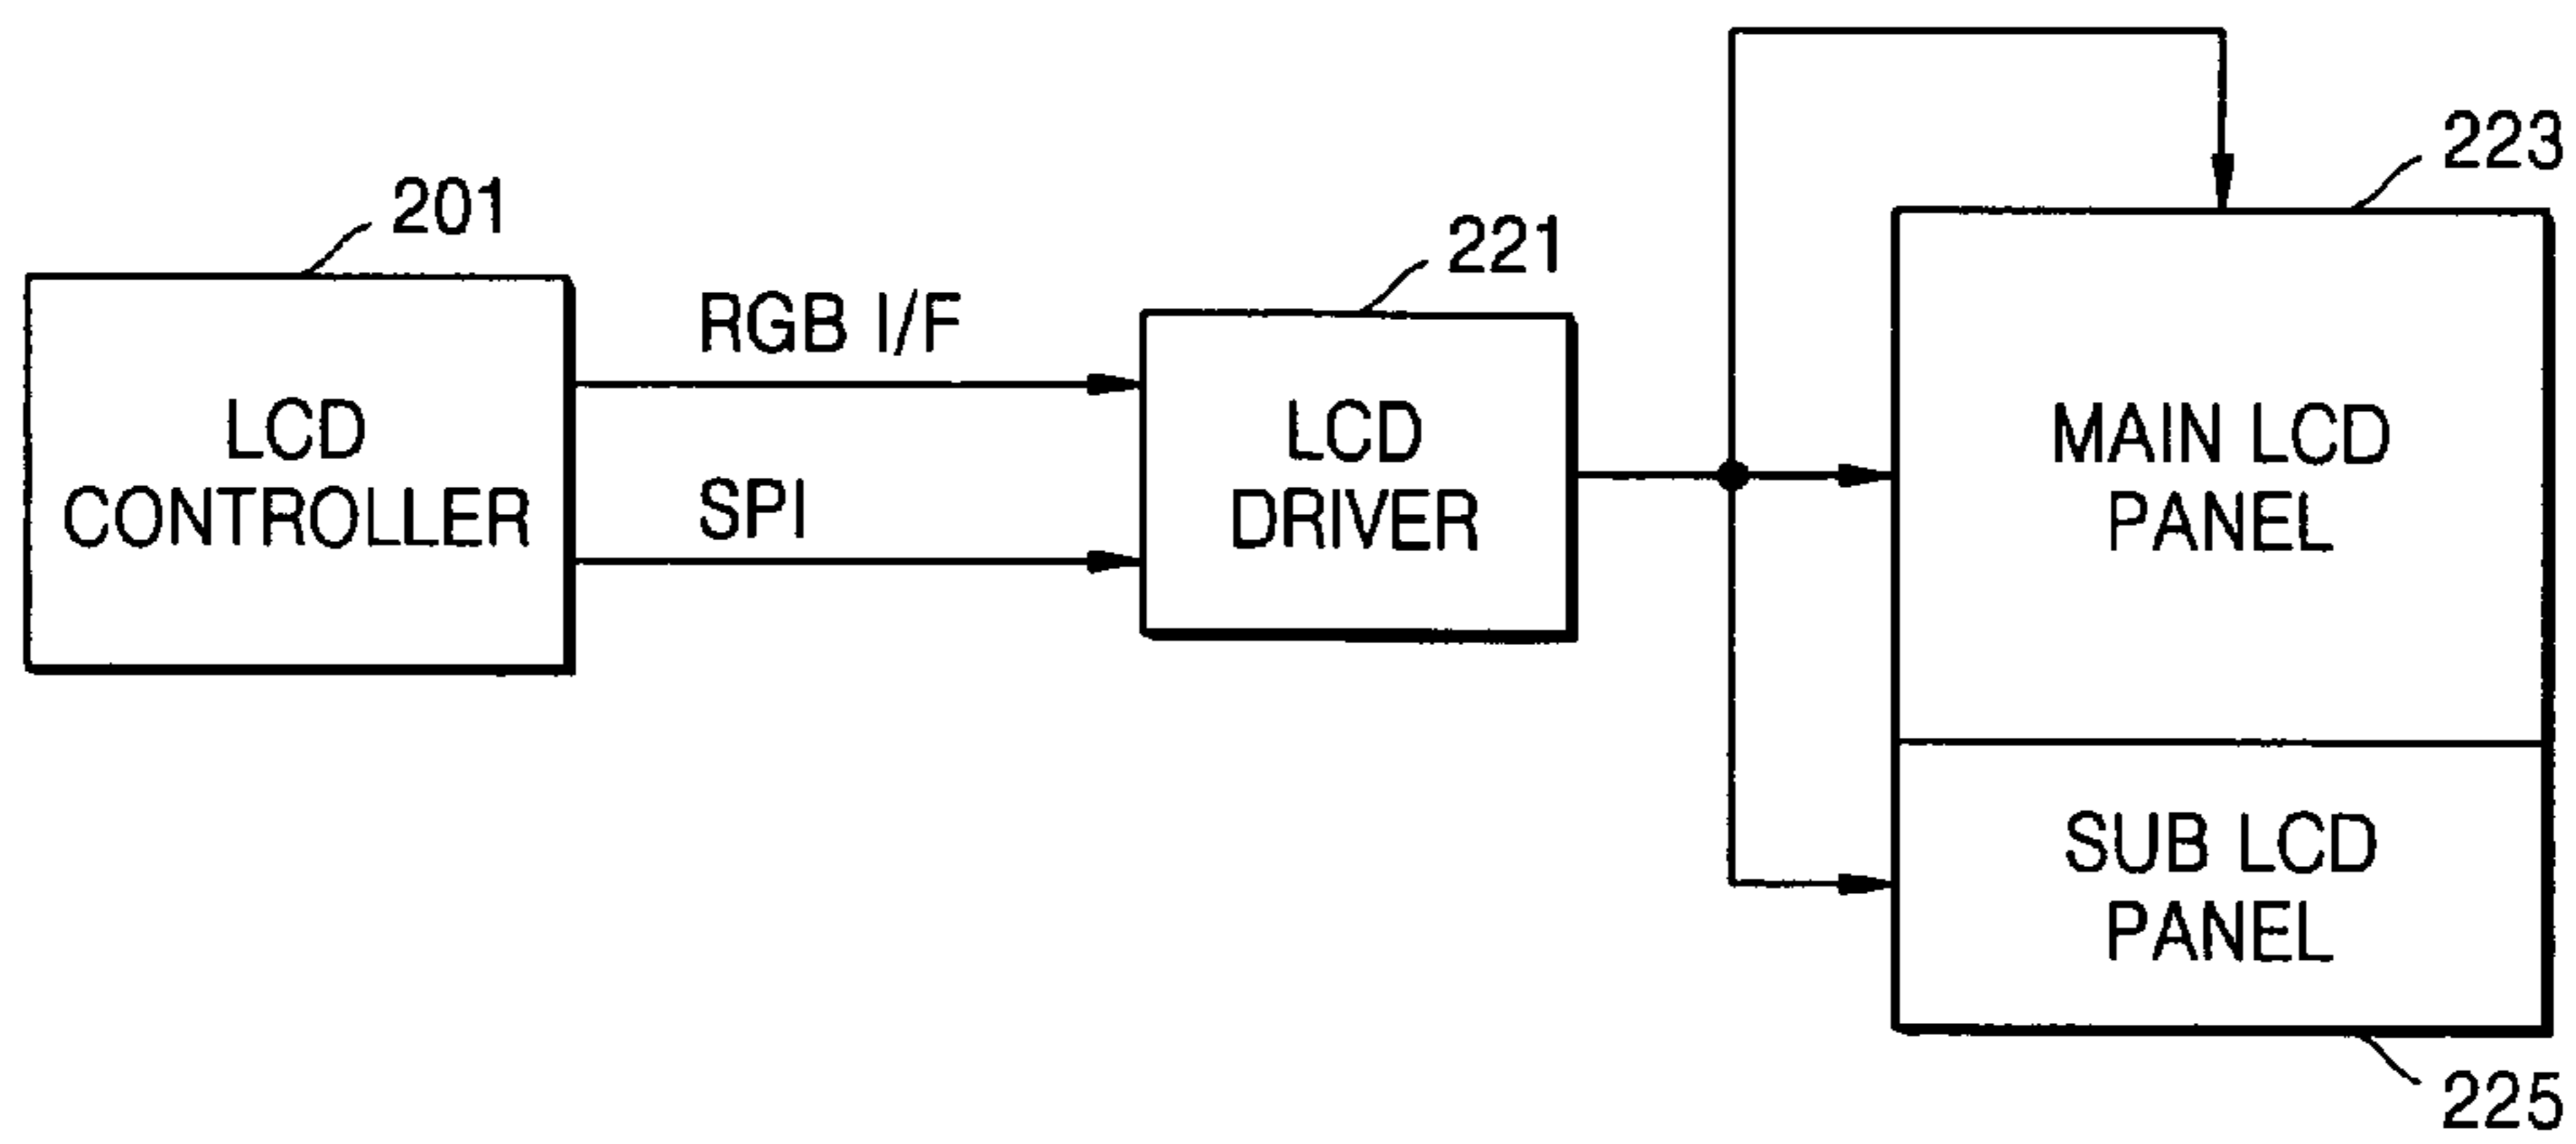 201
LCD
CONTROLLER
RGB I/F
SPI
221
LCD
DRIVER
223
MAIN LCD
PANEL
SUB LCD
PANEL
225